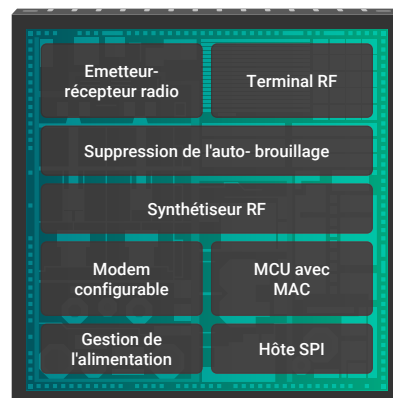 Emetteur-
récepteur radio
Terminal RF
Suppression de l'auto- brouillage
Synthétiseur RF
Modem
configurable
MCU avec
MAC
Gestion de
l'alimentation
Hôte SPI